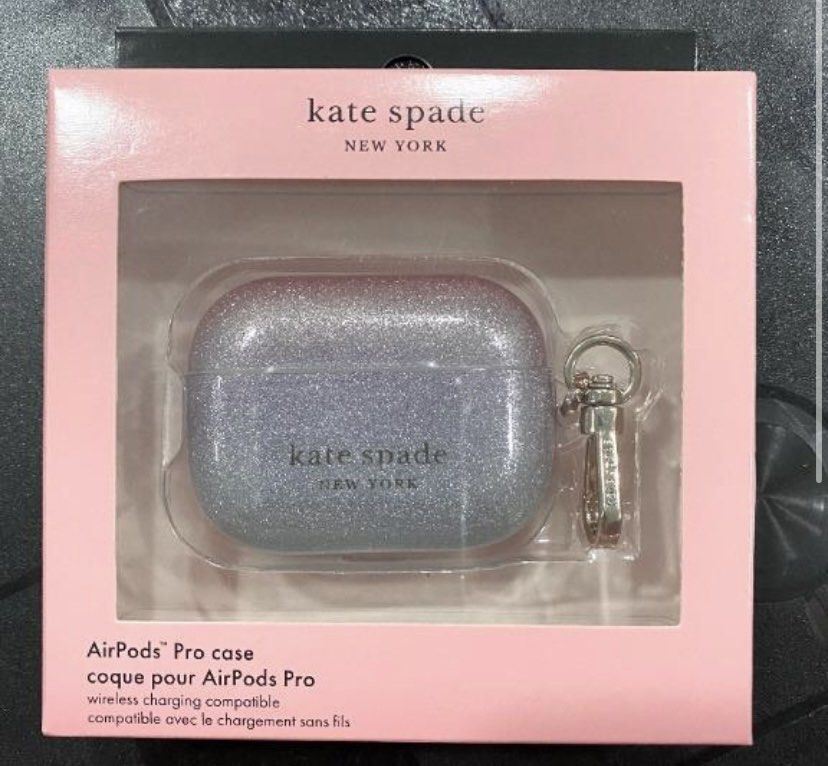 kate spade
NEW YORK
kate spade
NEW YORK
AirPods™ Pro case
coque pour AirPods Pro
wireless charging compatible
compatible avec le chargement sans fils